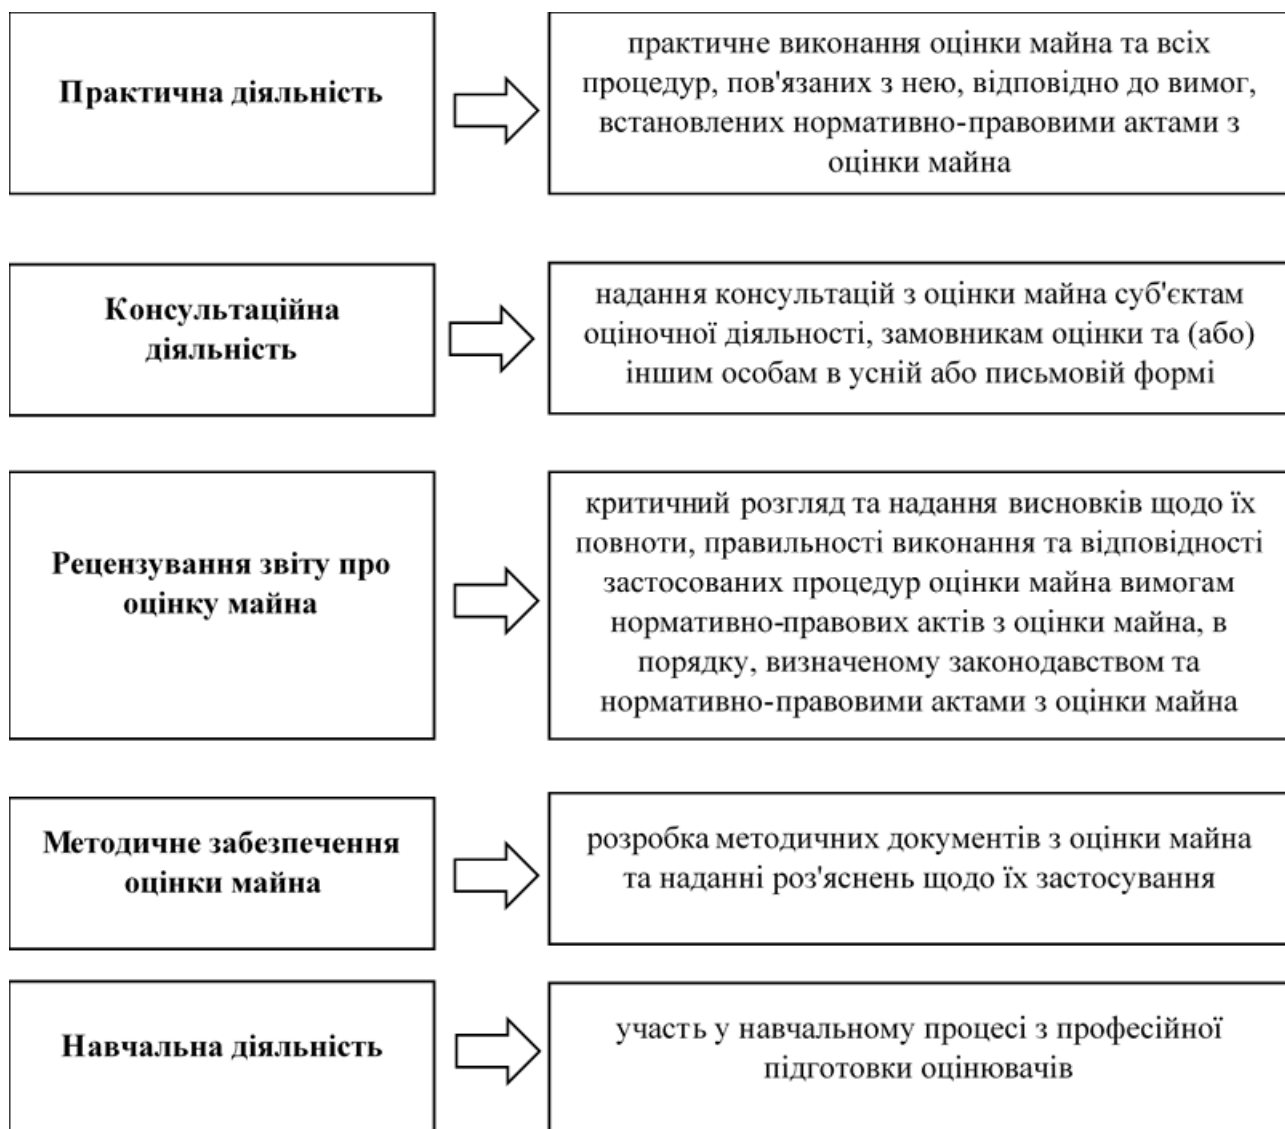 Практична діяльність
практичне виконання оцінки майна та всіх
процедур, пов'язаних з нею, відповідно до вимог,
встановлених нормативно-правовими актами з
оцінки майна
Консультаційна
діяльність
надання консультацій з оцінки майна суб'єктам
оціночної діяльності, замовникам оцінки та (або)
іншим особам в усній або письмовій формі
Рецензування звіту про
оцінку майна
критичний розгляд та надання висновків щодо їх
повноти, правильності виконання та відповідності
застосованих процедур оцінки майна вимогам
нормативно-правових актів з оцінки майна, в
порядку, визначеному законодавством та
нормативно-правовими актами з оцінки майна
Методичне забезпечення
оцінки майна
розробка методичних документів з оцінки майна
та наданні роз'яснень щодо їх застосування
Навчальна діяльність
участь у навчальному процесі з професійної
підготовки оцінювачів